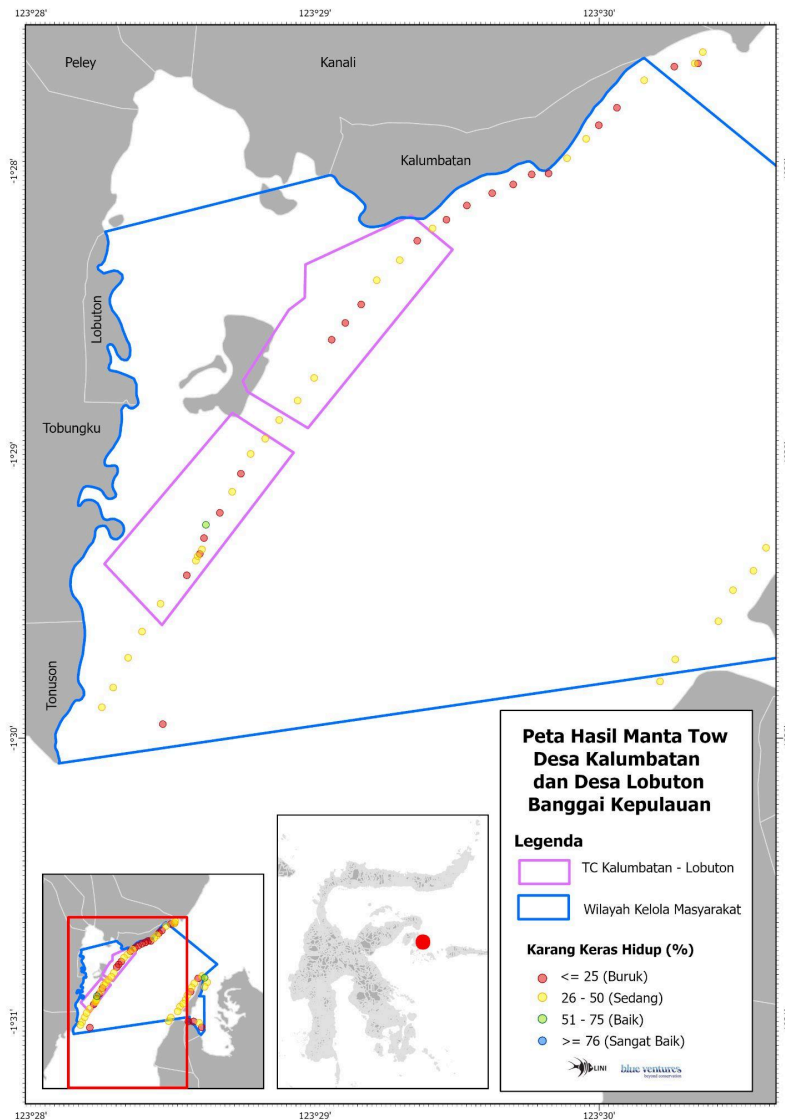 123°28'
123°29'
123°30'
Peley
Kanali
Kalumbatan
-1°28'
Lobuton
Tobungku
-1°29'
Tonuson
-1°30'
-1°31'
Peta Hasil Manta Tow
Desa Kalumbatan
dan Desa Lobuton
Banggai Kepulauan
Legenda
TC Kalumbatan - Lobuton
Wilayah Kelola Masyarakat
Karang Keras Hidup (%)
<= 25 (Buruk)
26 - 50 (Sedang)
51 - 75 (Baik)
>= 76 (Sangat Baik)
LINI
blue ventures
beyond conservation
123°28'
123°29'
123°30'